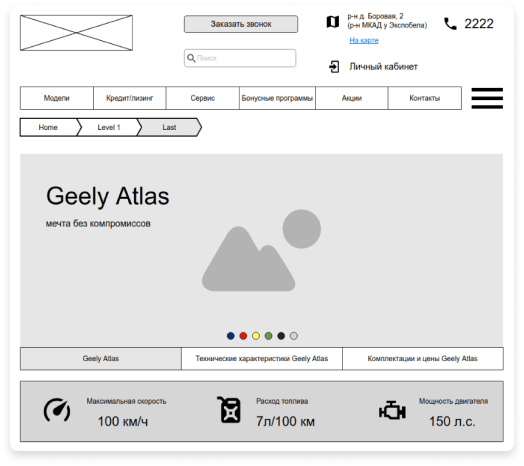 Заказать звонок
р-н д. Боровая, 2
(р-н МКАД у Экспобела)
На карте
2222
Поиск
Личный кабинет
Модели
Кредит/лизинг
Сервис
Бонусные программы
Акции
Контакты
Home
Level 1
Last
Geely Atlas
мечта без компромиссов
Geely Atlas
Технические характеристики Geely Atlas
Комплектации и цены Geely Atlas
Максимальная скорость
100 км/ч
Расход топлива
7л/100 км
Мощность двигателя
150 л.с.